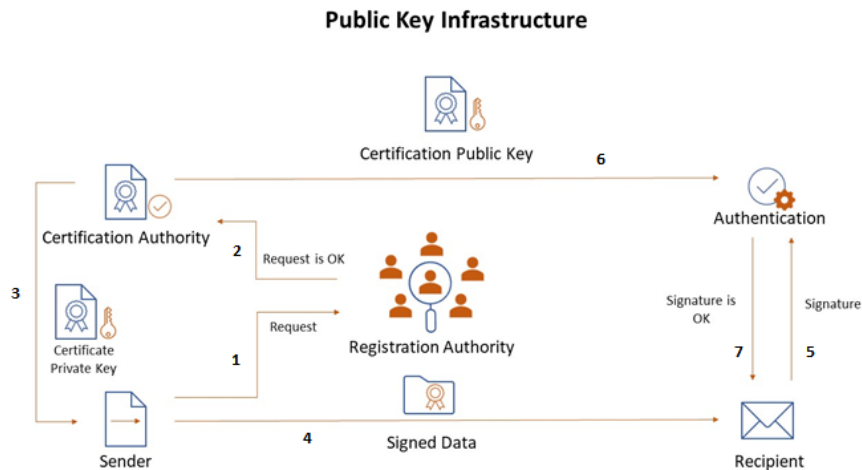 Public Key Infrastructure
Certification Public Key
6
Certification Authority
Authentication
2
Request is OK
3
Certificate
Private Key
1
Request
Registration Authority
Signature is
OK
Signature
7
5
Sender
4
Signed Data
Recipient